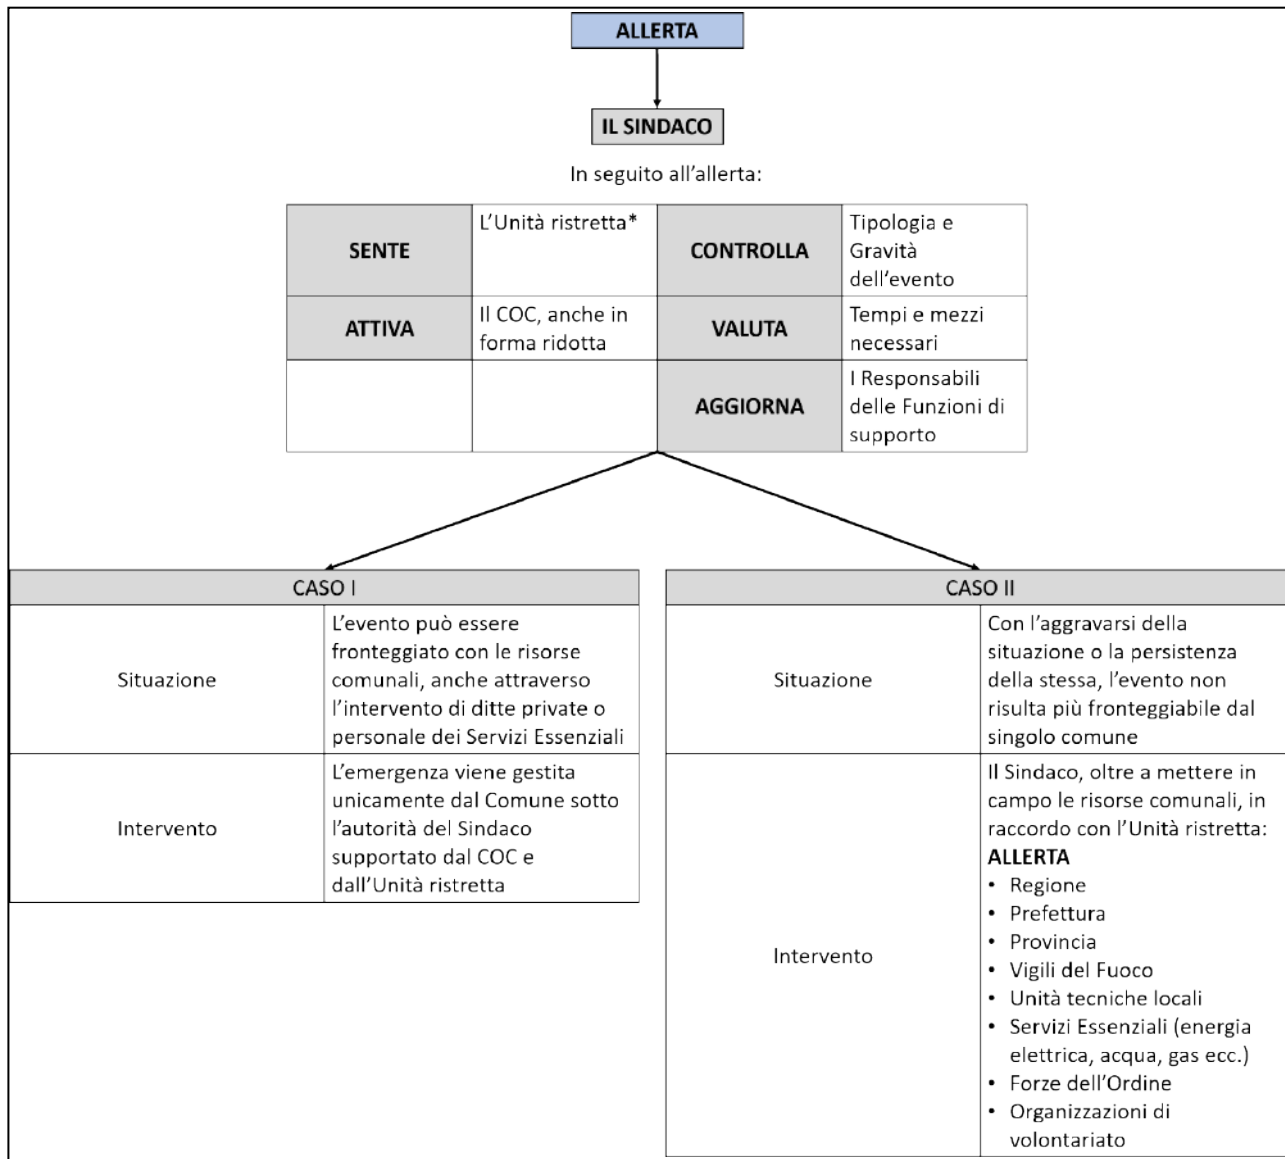 ALLERTA
IL SINDACO
In seguito all’allerta:
SENTE
L’Unità ristretta*
CONTROLLA
Tipologia e
Gravità
dell’evento
ATTIVA
Il COC, anche in
forma ridotta
VALUTA
Tempi e mezzi
necessari
AGGIORNA
I Responsabili
delle Funzioni di
supporto
CASO I
Situazione
L’evento può essere
fronteggiato con le risorse
comunali, anche attraverso
l’intervento di ditte private o
personale dei Servizi Essenziali
Intervento
L’emergenza viene gestita
unicamente dal Comune sotto
l’autorità del Sindaco
supportato dal COC e
dall’Unità ristretta
CASO II
Situazione
Con l’aggravarsi della
situazione o la persistenza
della stessa, l’evento non
risulta più fronteggiabile dal
singolo comune
Intervento
Il Sindaco, oltre a mettere in
campo le risorse comunali, in
raccordo con l’Unità ristretta:
ALLERTA
• Regione
• Prefettura
• Provincia
• Vigili del Fuoco
• Unità tecniche locali
• Servizi Essenziali (energia
elettrica, acqua, gas ecc.)
• Forze dell’Ordine
• Organizzazioni di
volontariato